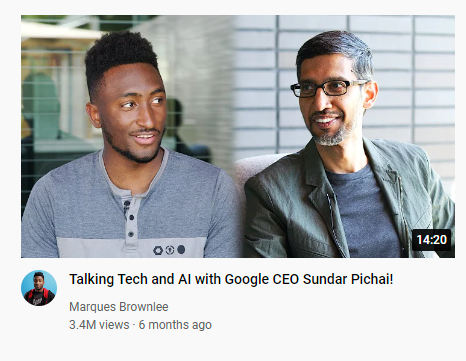 14:20
Talking Tech and AI with Google CEO Sundar Pichai!
Marques Brownlee
3.4M views · 6 months ago